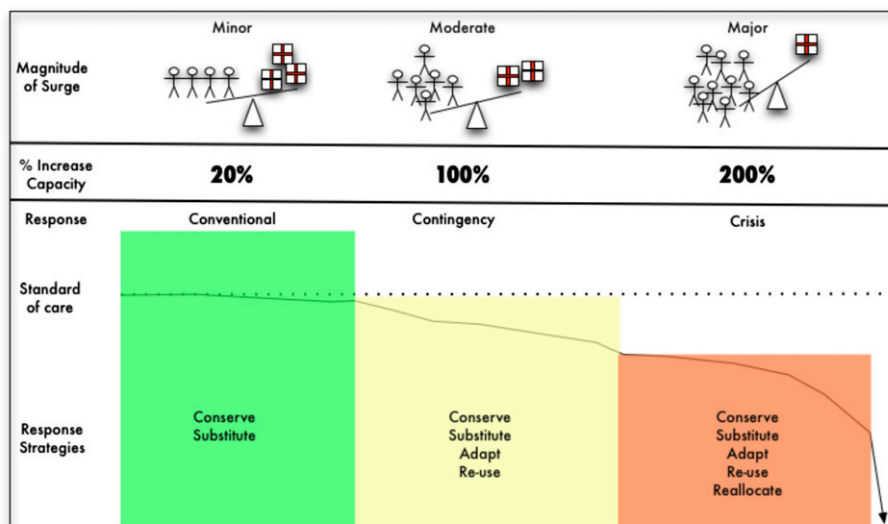 Minor Moderate Major
Magnitude
of Surge
% Increase
Capacity
20% 100% 200%
Response Conventional Contingency Crisis
Standard
of care
Response
Strategies
Conserve
Substitute
Conserve
Substitute
Adapt
Re-use
Conserve
Substitute
Adapt
Re-use
Reallocate